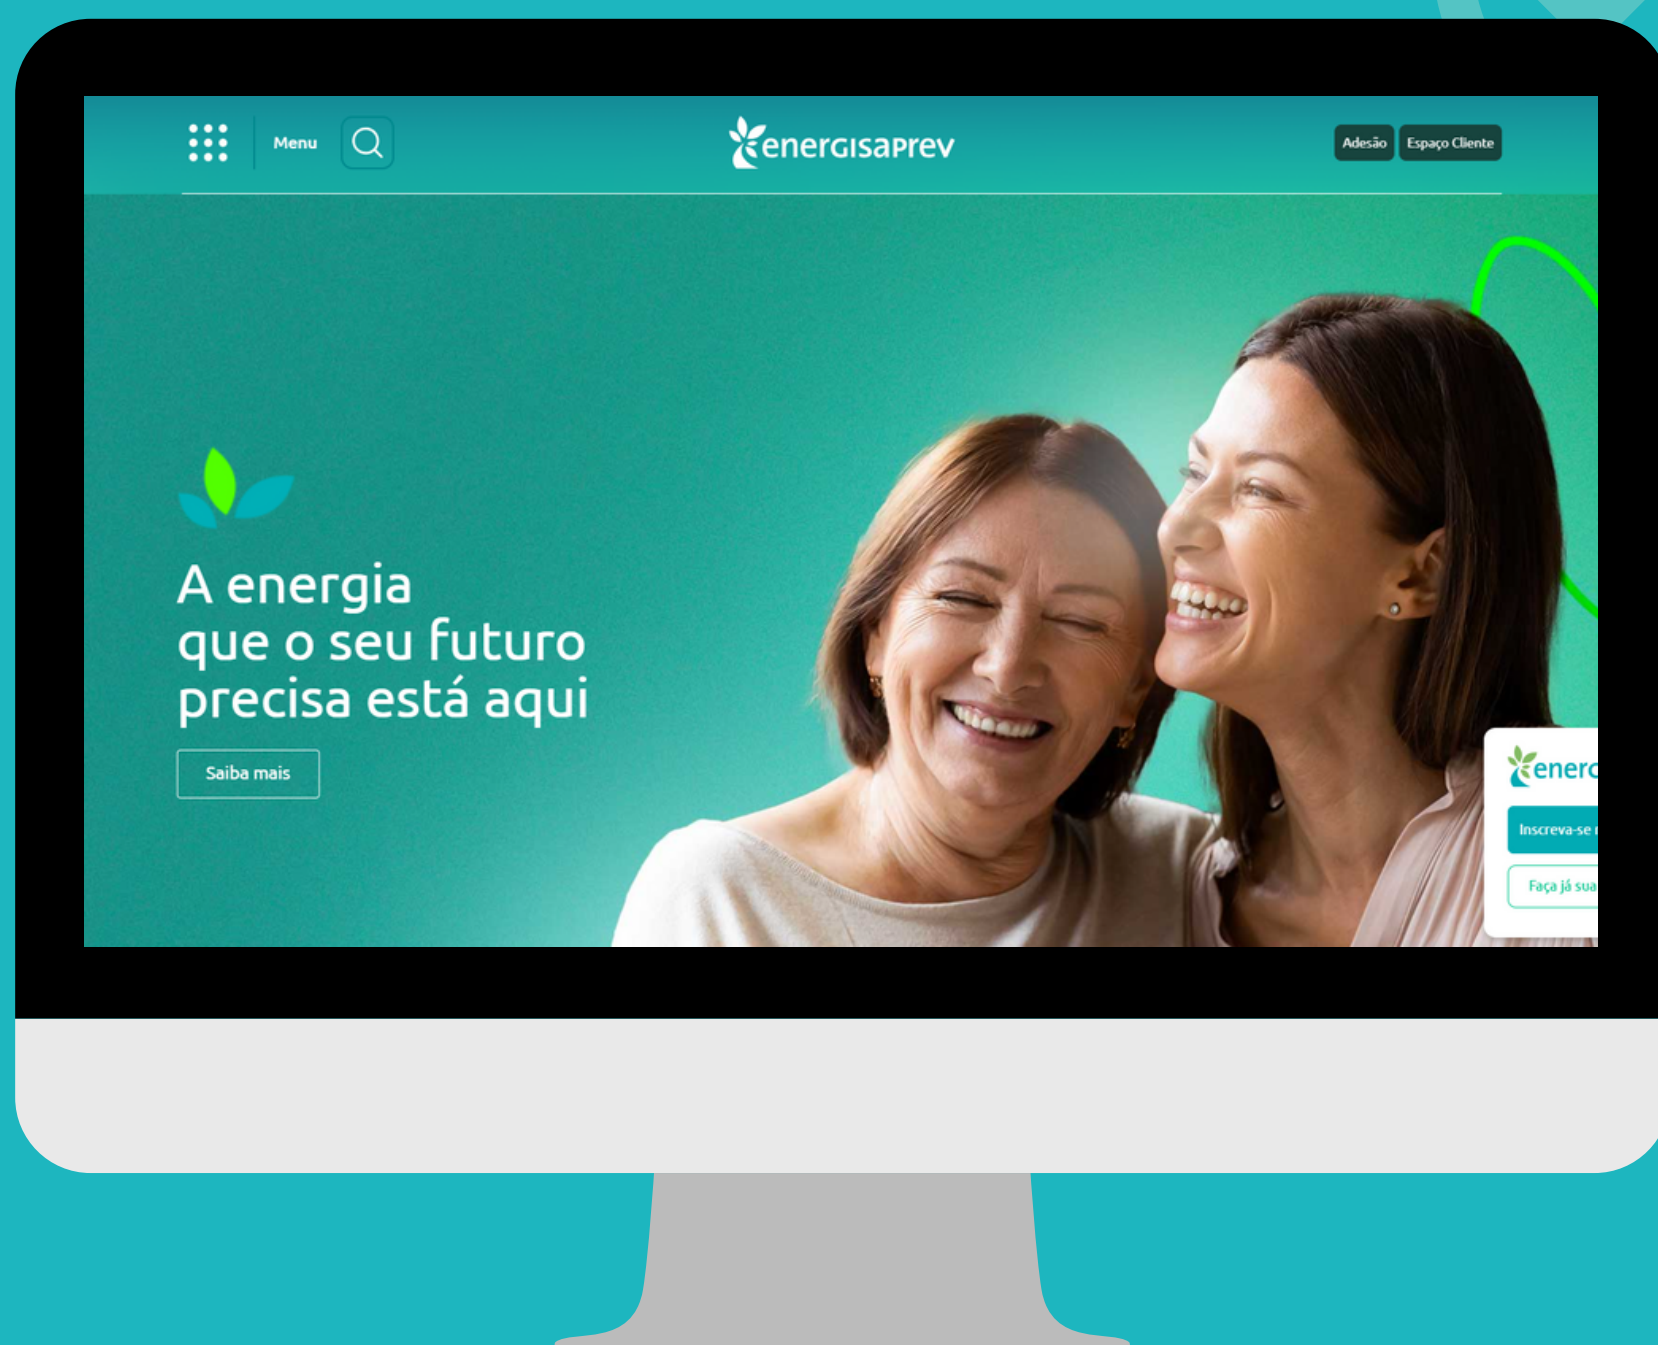 Menu
energisaprev
Adesão
Espaço Cliente
A energia
que o seu futuro
precisa está aqui
Saiba mais
Inscreva-se
Faça já sua